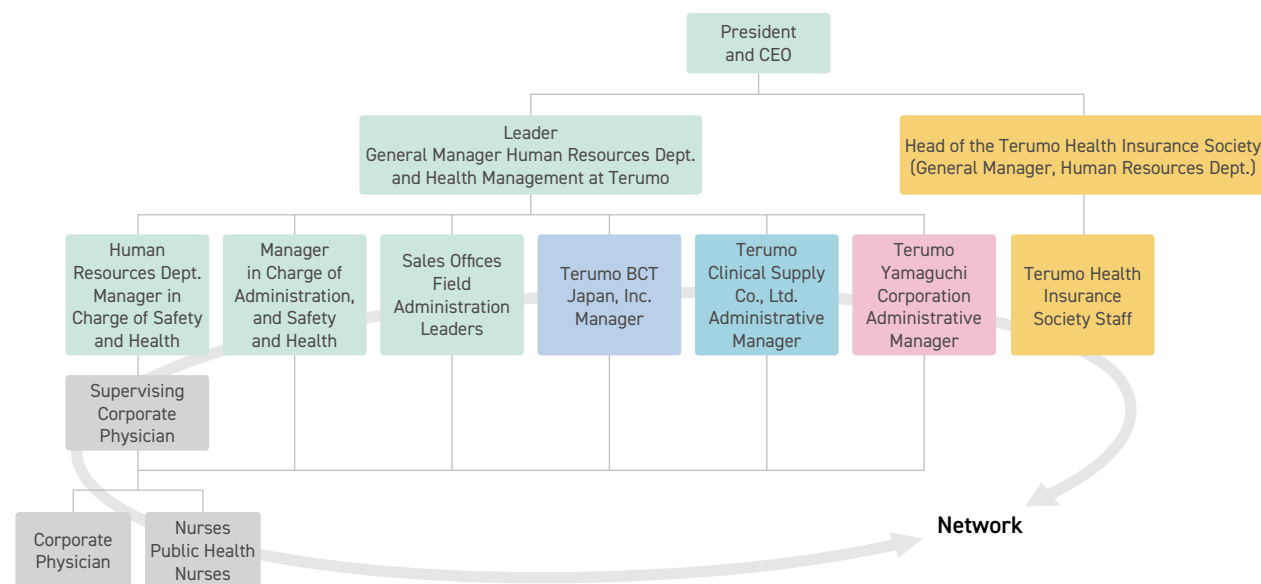 President
and CEO
Leader
General Manager Human Resources Dept.
and Health Management at Terumo
Head of the Terumo Health Insurance Society
(General Manager, Human Resources Dept.)
Human
Resources Dept.
Manager in
Charge of Safety
and Health
Manager
in Charge of
Administration,
and Safety
and Health
Sales Offices
Field
Administration
Leaders
Terumo BCT
Japan, Inc.
Manager
Terumo
Clinical Supply
Co., Ltd.
Administrative
Manager
Terumo
Yamaguchi
Corporation
Administrative
Manager
Terumo Health
Insurance
Society Staff
Supervising
Corporate
Physician
Corporate
Physician
Nurses
Public Health
Nurses
Network